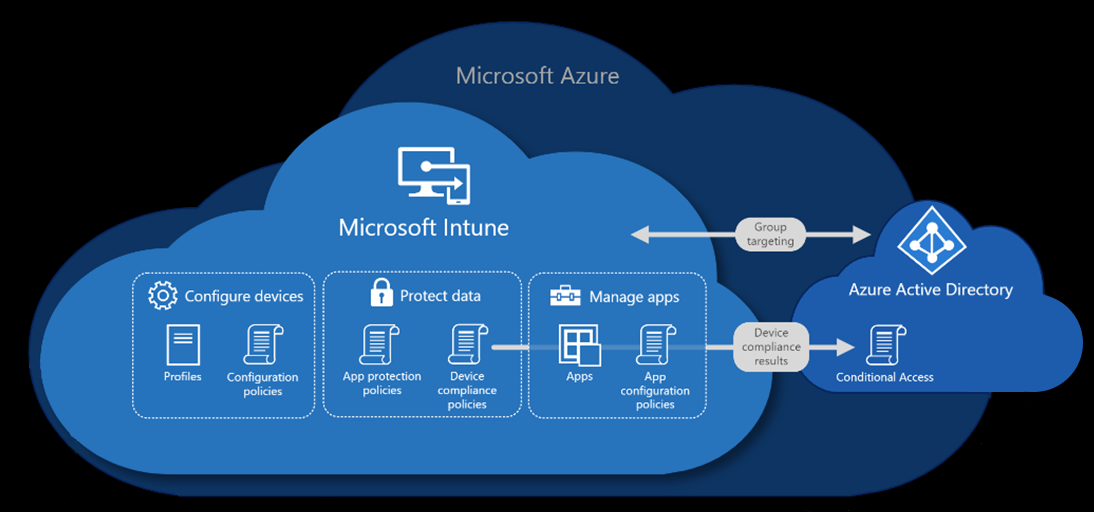 Microsoft Azure
Microsoft Intune
Group
targeting
Azure Active Directory
Configure devices
Profiles
Configuration
policies
Protect data
App protection
policies
Device
compliance
policies
Manage apps
Apps
App
configuration
policies
Device
compliance
results
Conditional Access